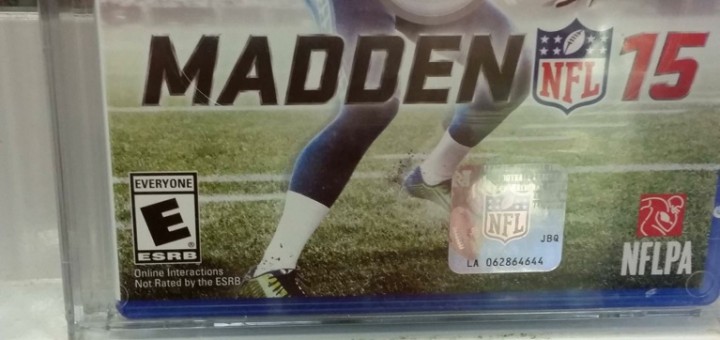 MADDEN NFL 15
EVERYONE
E
ESRB
Online Interactions
Not Rated by the ESRB
NFL
JBQ
LA 062864644
NFLPA